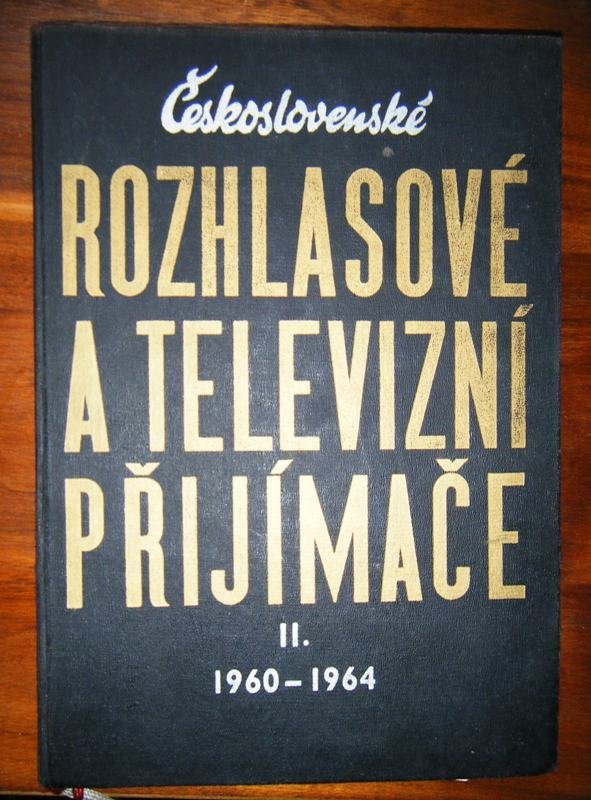 Československé
ROZHLASOVÉ
A TELEVIZNÍ
PŘIJÍMAČE
II.
1960-1964